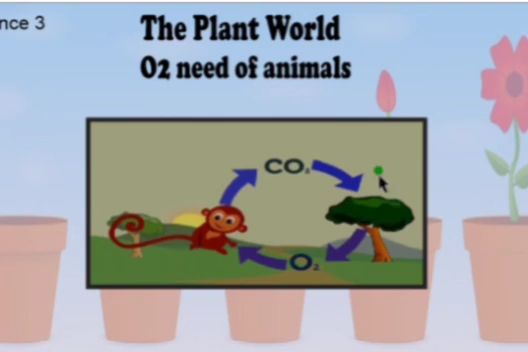 nce 3
The Plant World
O2 need of animals
CO₂
O₂